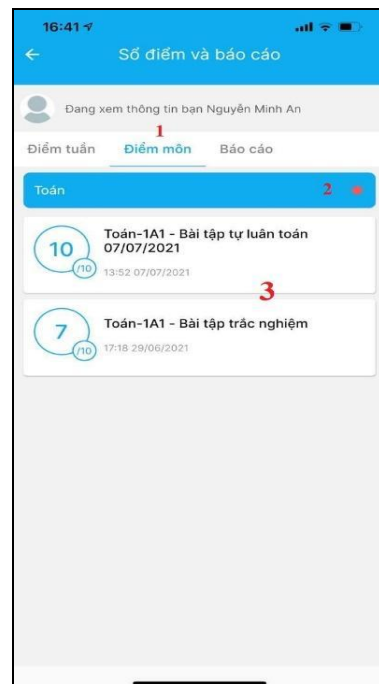 16:41
Sổ điểm và báo cáo
Đang xem thông tin bạn Nguyễn Minh An
1
Điểm tuần Điểm môn Báo cáo
Toán 2
10 /10
Toán-1A1 - Bài tập tự luân toán
07/07/2021
13:52 07/07/2021
3
7 /10
Toán-1A1 - Bài tập trắc nghiệm
17:18 29/06/2021